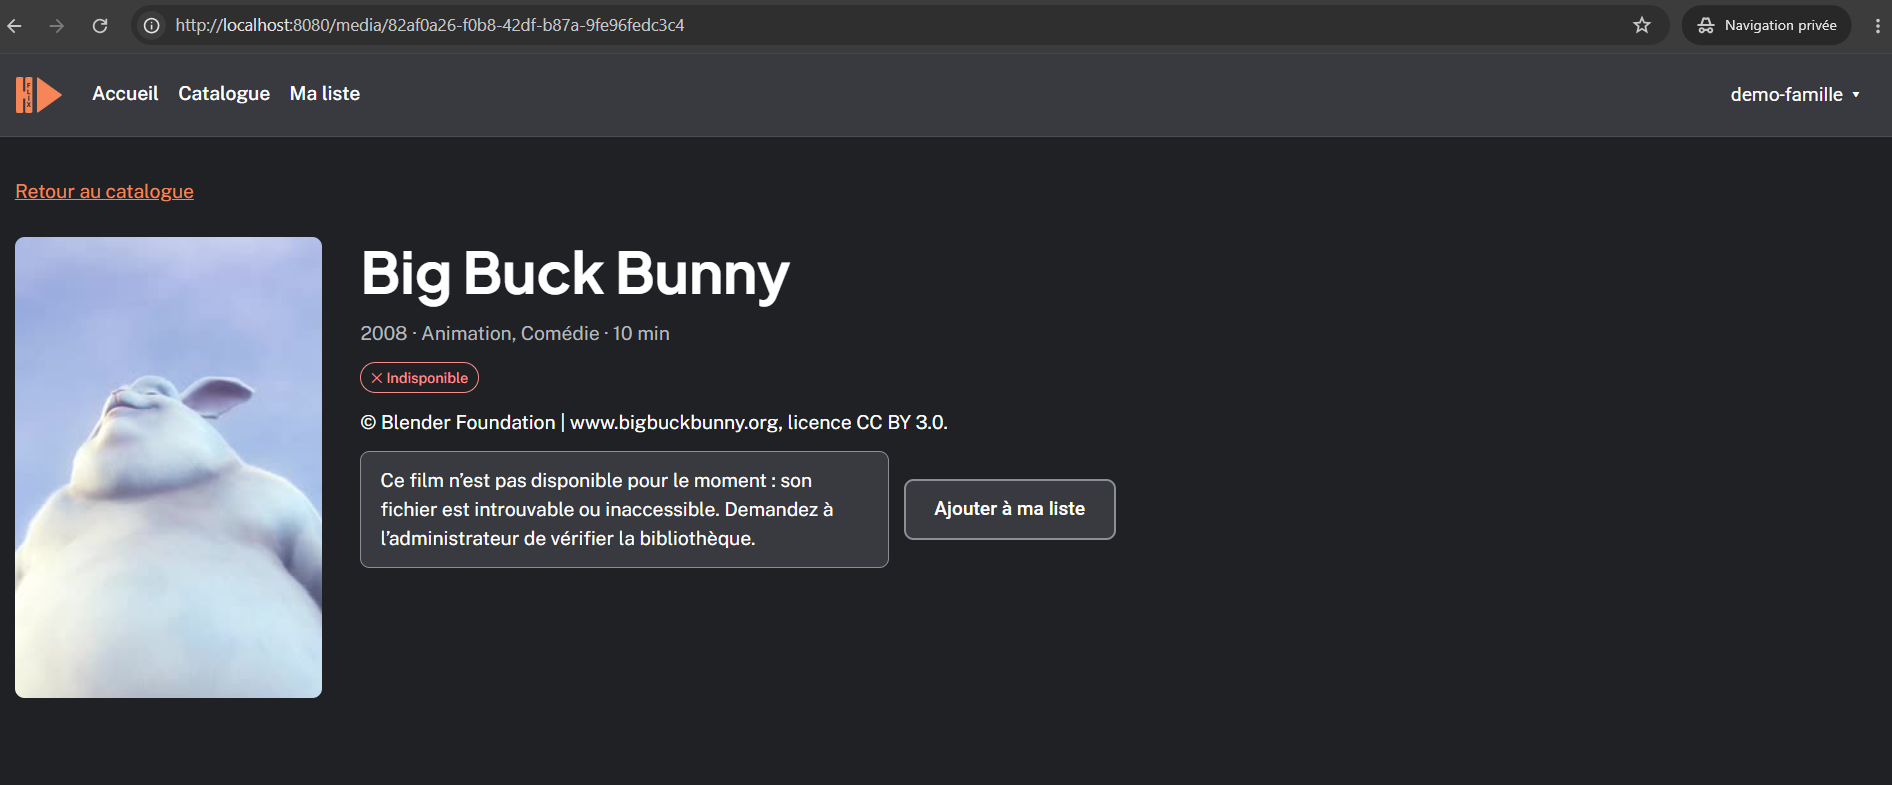 http://localhost:8080/media/82af0a26-f0b8-42df-b87a-9fe96fedc3c4
Navigation privée
H FLIX
Accueil Catalogue Ma liste
demo-famille
Retour au catalogue
Big Buck Bunny
2008 · Animation, Comédie · 10 min
Indisponible
© Blender Foundation | www.bigbuckbunny.org, licence CC BY 3.0.
Ce film n’est pas disponible pour le moment : son
fichier est introuvable ou inaccessible. Demandez à
l’administrateur de vérifier la bibliothèque.
Ajouter à ma liste